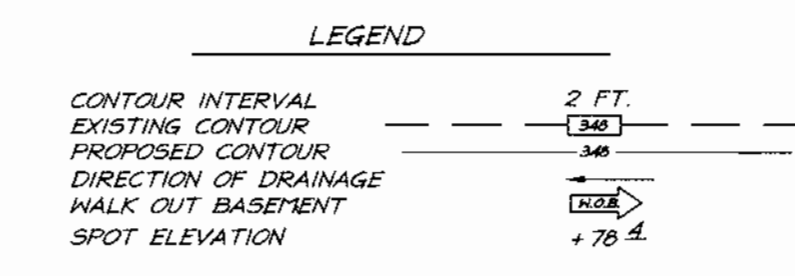 LEGEND
CONTOUR INTERVAL 2 FT.
EXISTING CONTOUR 348
PROPOSED CONTOUR 348
DIRECTION OF DRAINAGE
WALK OUT BASEMENT W.O.B.
SPOT ELEVATION + 78 4